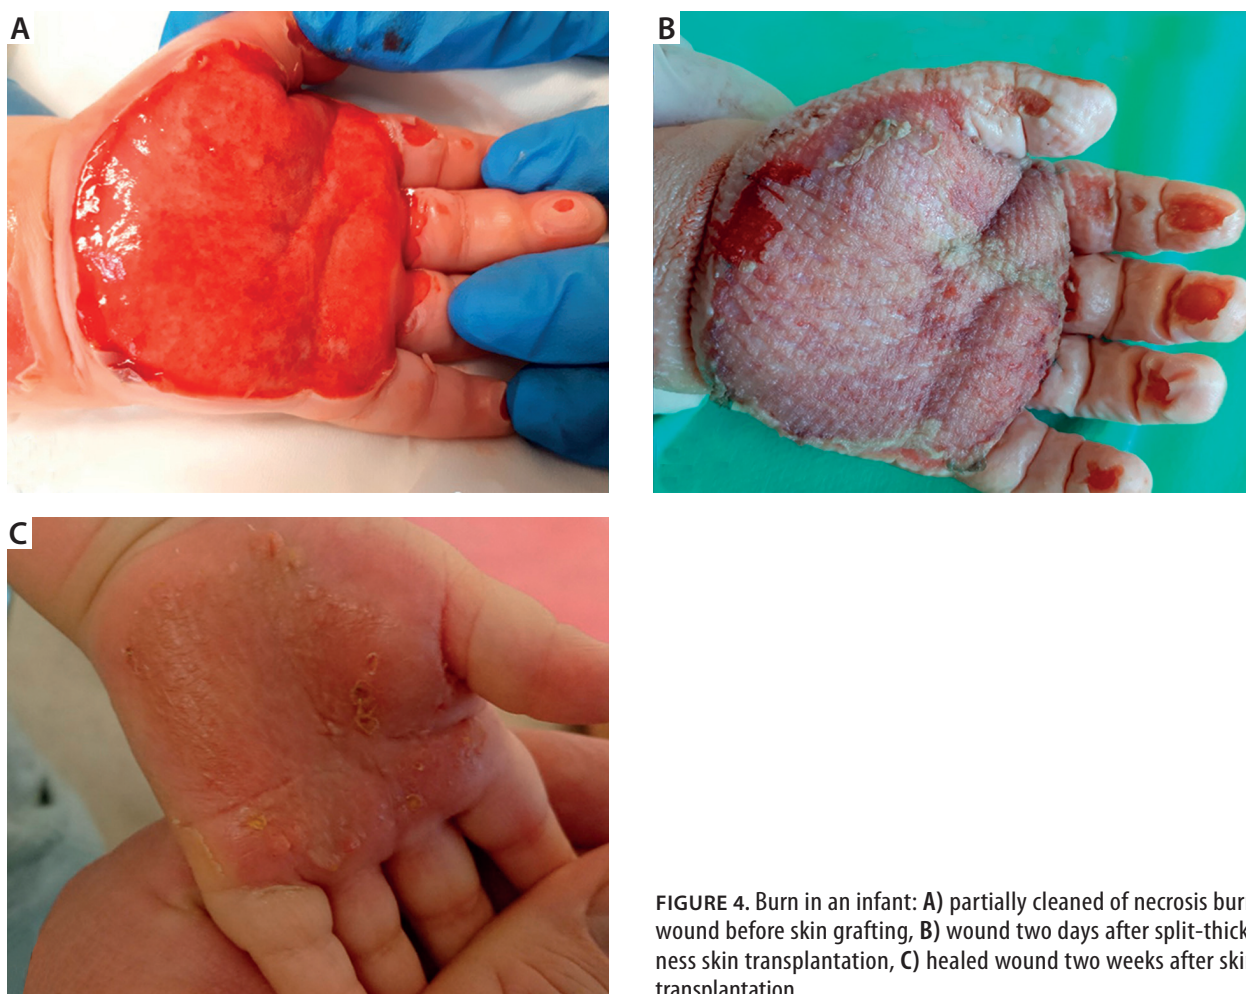 A
B
C
FIGURE 4. Burn in an infant: A) partially cleaned of necrosis bur
wound before skin grafting, B) wound two days after split-thick
ness skin transplantation, C) healed wound two weeks after ski
transplantation